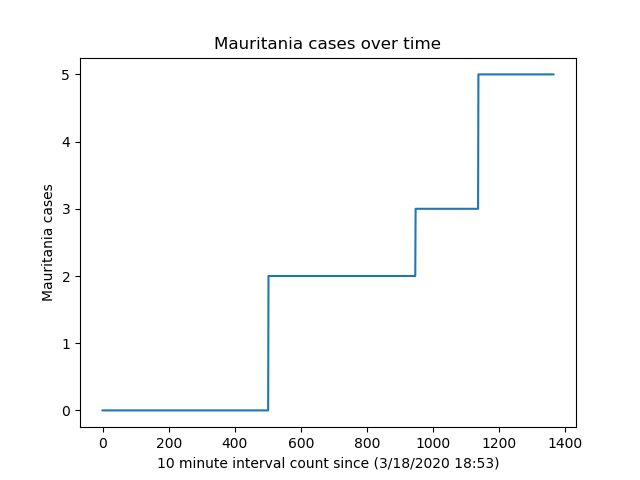 Mauritania cases over time
Mauritania cases
5
4
3
2
1
0
0 200 400 600 800 1000 1200 1400
10 minute interval count since (3/18/2020 18:53)